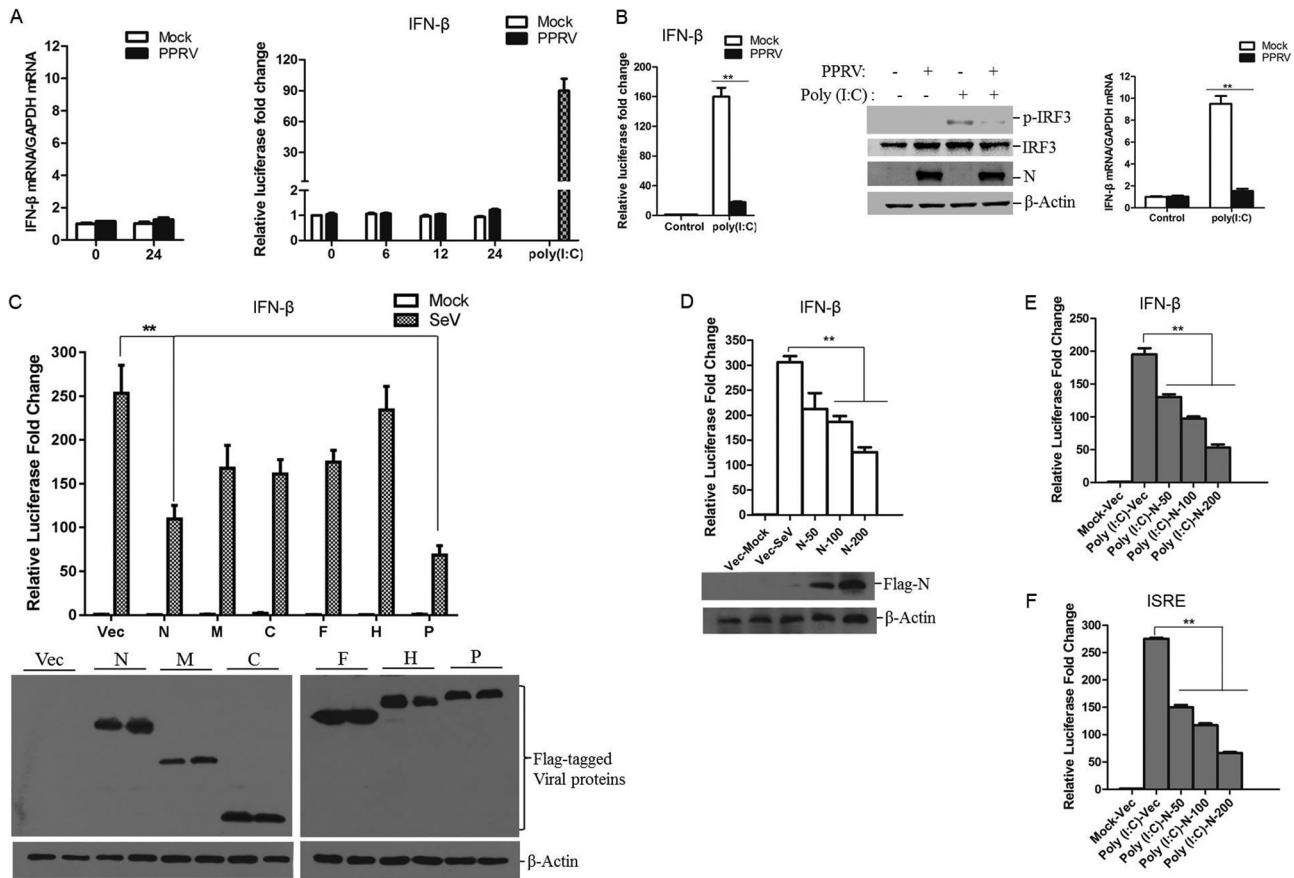 A
IFN-β mRNA/GAPDH mRNA
12
10
8
6
4
2
0
Mock
PPRV
0 24
IFN-β
Mock
PPRV
Relative luciferase fold change
120
90
60
30
2
1
0
0 6 12 24 poly(I:C)
B
IFN-β
Mock
PPRV
Relative luciferase fold change
200
160
120
80
40
0
**
Control poly(I:C)
PPRV: - + - +
Poly (I:C) : - - + +
p-IRF3
IRF3
N
β-Actin
Mock
PPRV
IFN-β mRNA/GAPDH mRNA
12
10
8
6
4
2
0
**
Control poly(I:C)
C
IFN-β
Mock
SeV
**
Relative Luciferase Fold Change
300
250
200
150
100
50
0
Vec N M C F H P
Vec N M C F H P
Flag-tagged
Viral proteins
β-Actin
D
IFN-β
Relative Luciferase Fold Change
400
350
300
250
200
150
100
50
0
**
Vec-Mock
Vec-SeV
N-50
N-100
N-200
Flag-N
β-Actin
E
IFN-β
Relative Luciferase Fold Change
250
200
150
100
50
0
**
Mock-Vec
Poly (I:C)-Vec
Poly (I:C)-N-50
Poly (I:C)-N-100
Poly (I:C)-N-200
F
ISRE
Relative Luciferase Fold Change
300
250
200
150
100
50
0
**
Mock-Vec
Poly (I:C)-Vec
Poly (I:C)-N-50
Poly (I:C)-N-100
Poly (I:C)-N-200